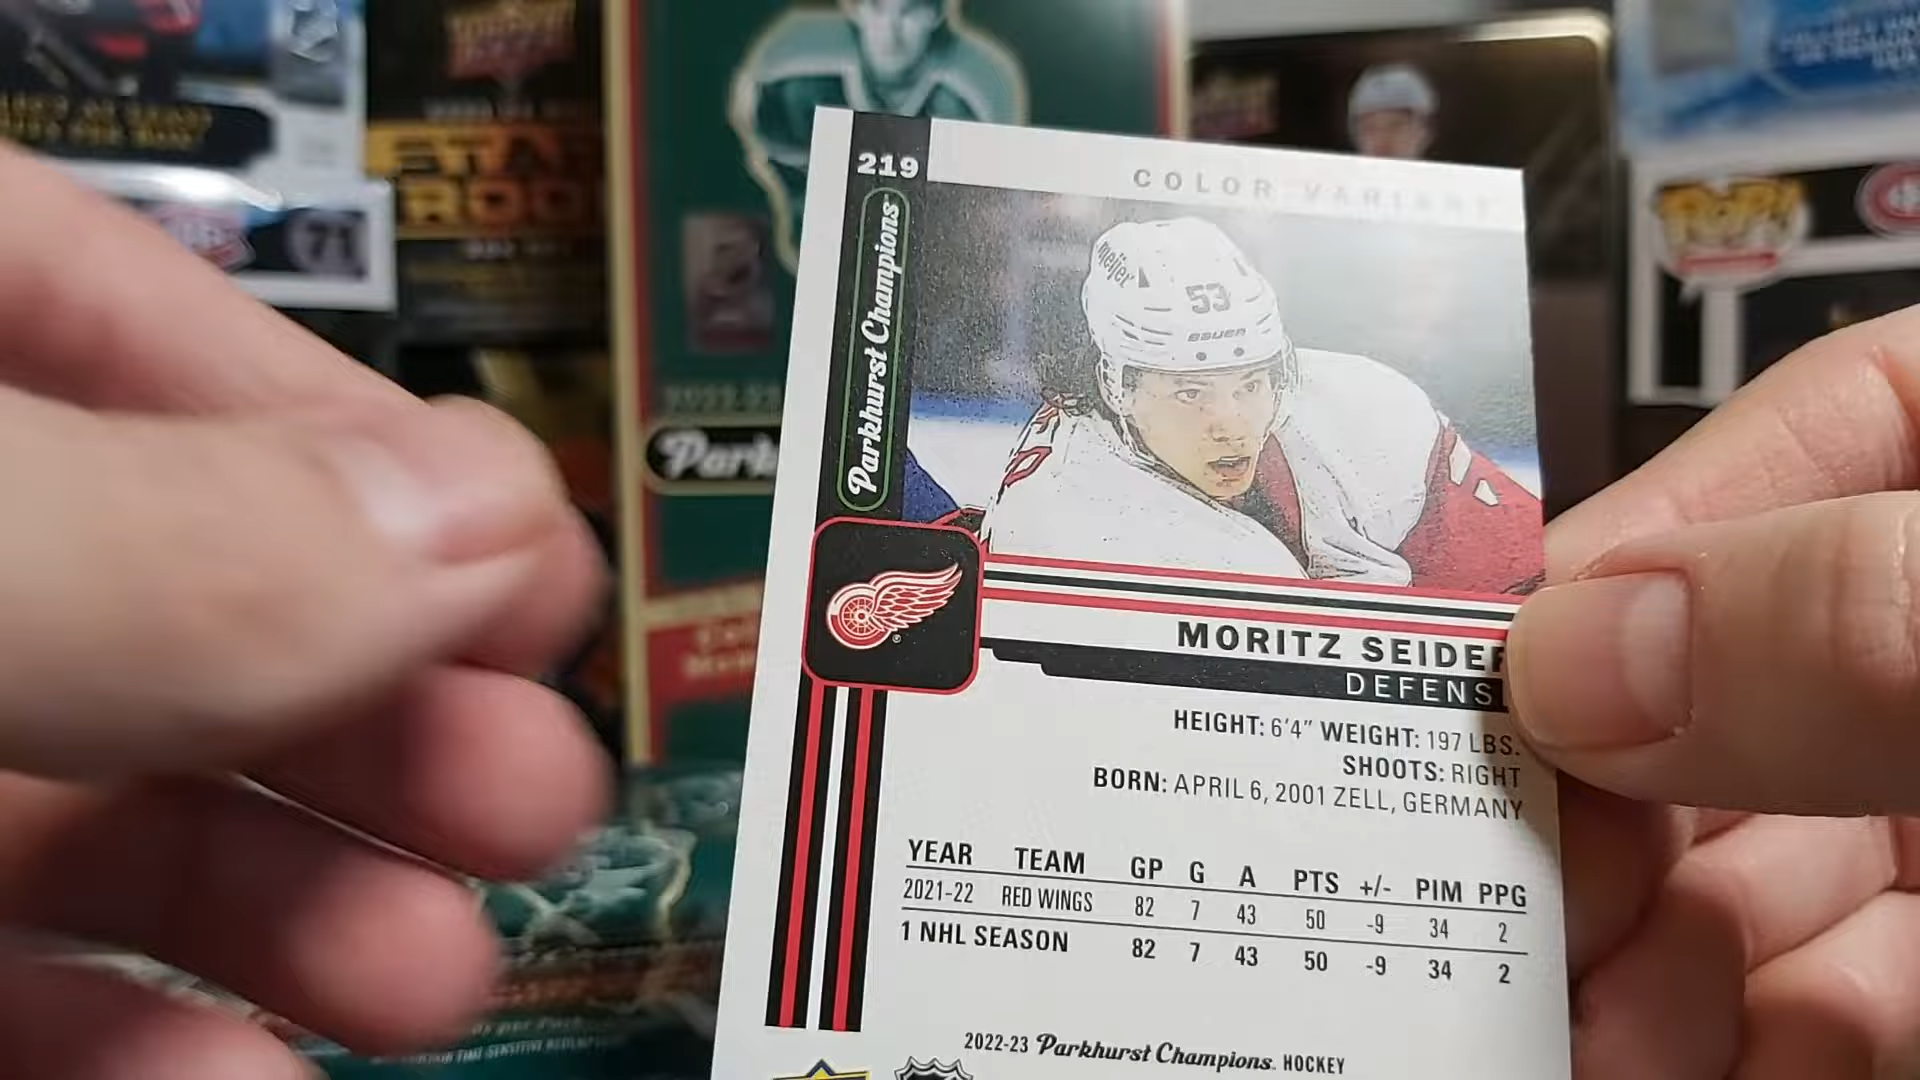 219
COLOR VARIANT
Parkhurst Champions
meijer
53
BAUER
MORITZ SEIDER
DEFENS
HEIGHT: 6'4" WEIGHT: 197 LBS.
SHOOTS: RIGHT
BORN: APRIL 6, 2001 ZELL, GERMANY
YEAR TEAM GP G A PTS +/- PIM PPG
2021-22 RED WINGS 82 7 43 50 -9 34 2
1 NHL SEASON 82 7 43 50 -9 34 2
2022-23 Parkhurst Champions HOCKEY
2022-23
Park
71
POP!